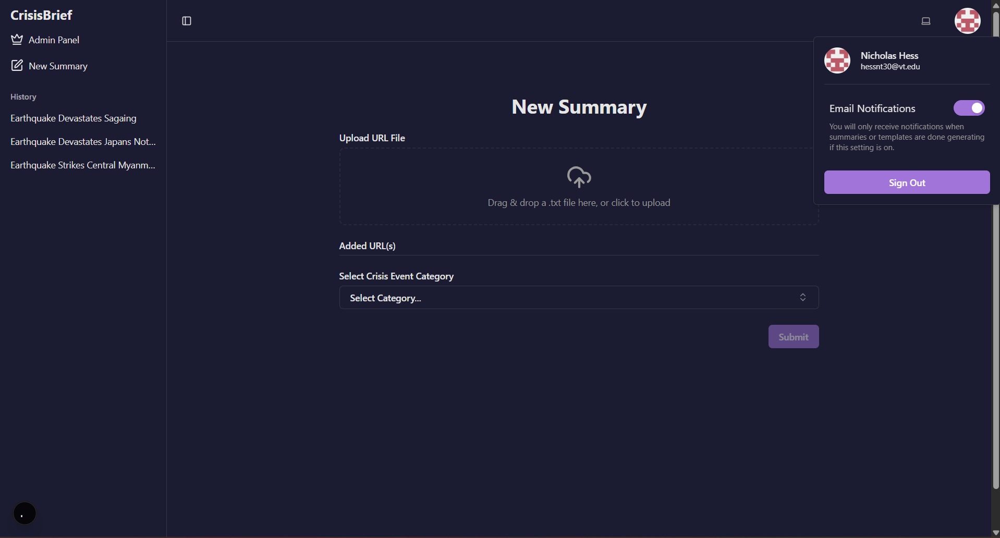 CrisisBrief
Admin Panel
New Summary
History
Earthquake Devastates Sagaing
Earthquake Devastates Japans Not...
Earthquake Strikes Central Myanm...
New Summary
Upload URL File
Drag & drop a .txt file here, or click to upload
Added URL(s)
Select Crisis Event Category
Select Category...
Submit
Nicholas Hess
hessnt30@vt.edu
Email Notifications
You will only receive notifications when
summaries or templates are done generating
if this setting is on.
Sign Out